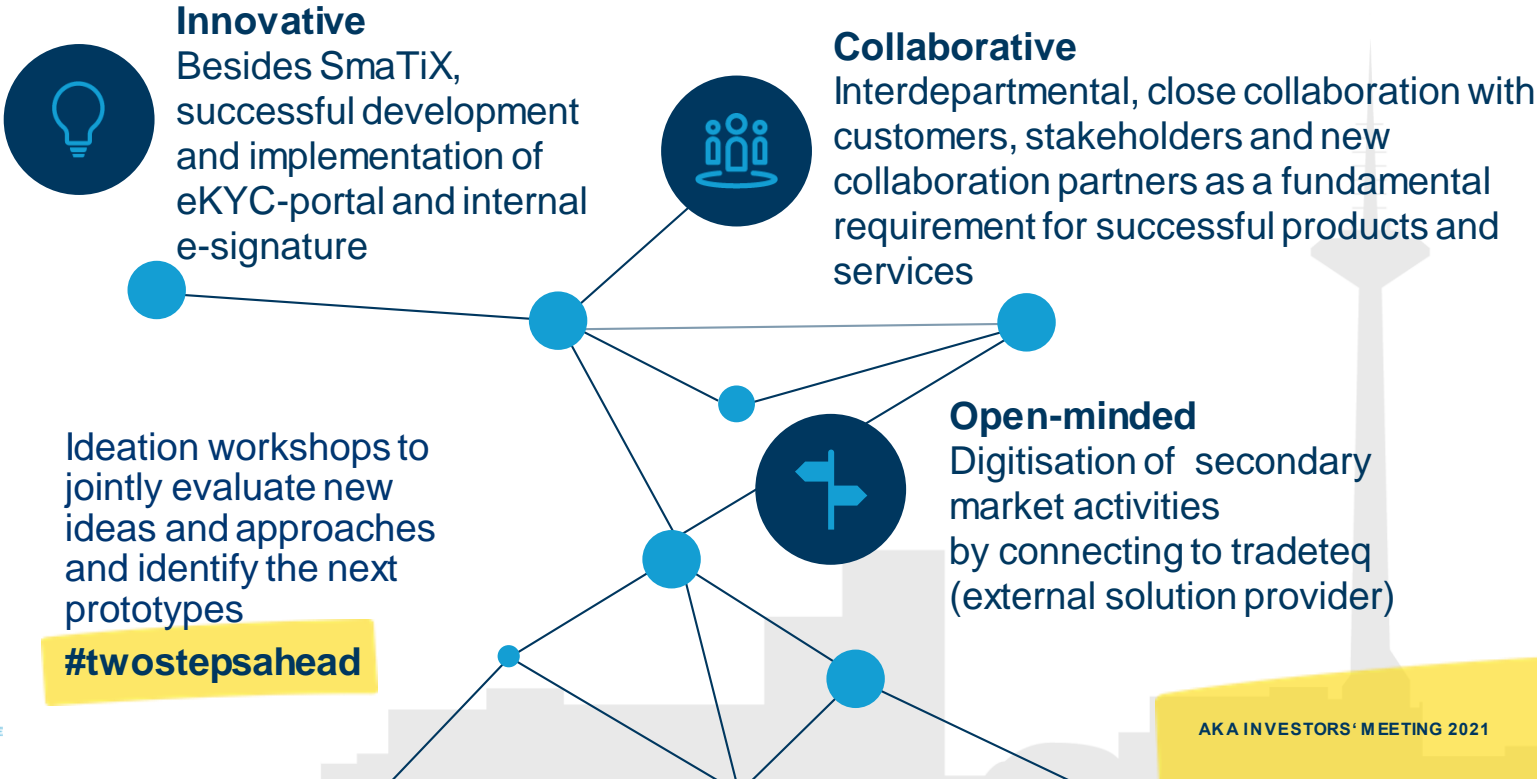 Innovative
Besides SmaTiX,
successful development
and implementation of
eKYC-portal and internal
e-signature
Collaborative
Interdepartmental, close collaboration with
customers, stakeholders and new
collaboration partners as a fundamental
requirement for successful products and
services
Ideation workshops to
jointly evaluate new
ideas and approaches
and identify the next
prototypes
#twostepsahead
Open-minded
Digitisation of secondary
market activities
by connecting to tradeteq
(external solution provider)
AKA INVESTORS‘ MEETING 2021